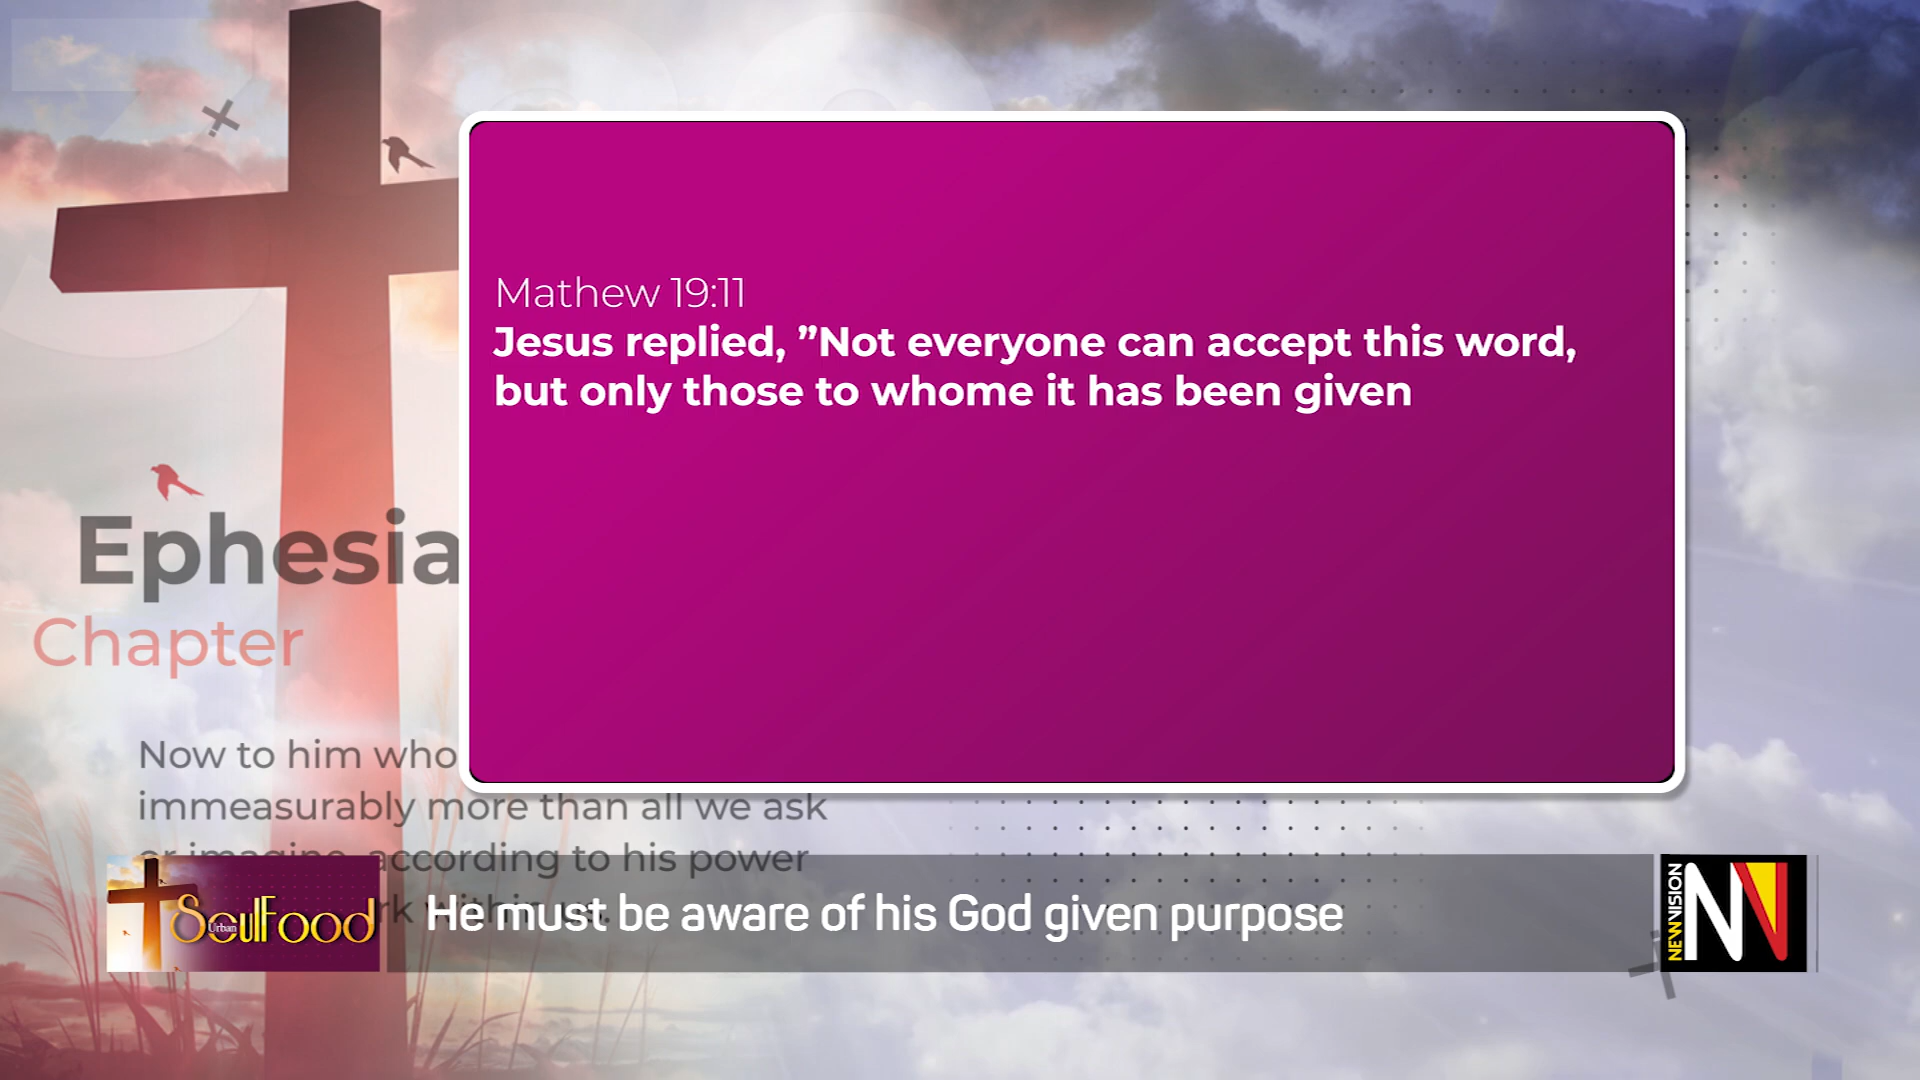 Mathew 19:11
Jesus replied, ”Not everyone can accept this word,
but only those to whome it has been given
Ephesia
Chapter
Now to him who
immeasurably more than all we ask
or imagine, according to his power
SoulFood
Urban
He must be aware of his God given purpose
NEWVISION